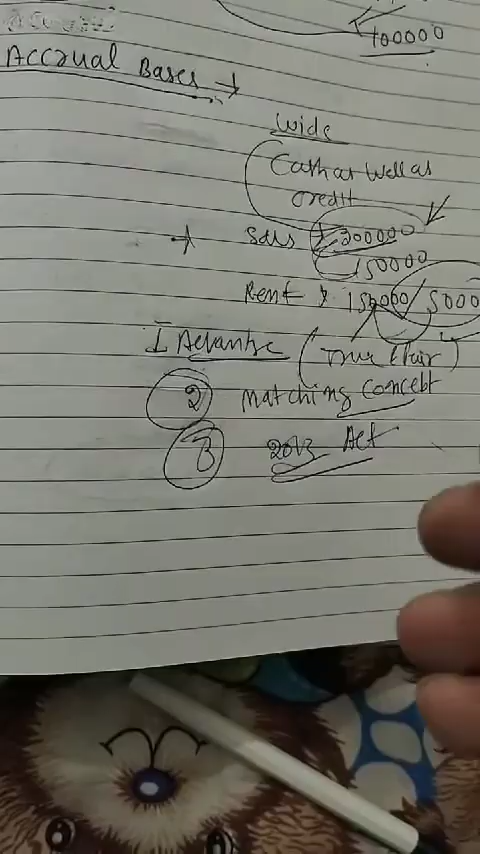 100000
Accrual Bases →
Wide
Cash as well as
credit
Sales 200000
150000
Rent 150000/5000
1 Advantage (True & fair)
2 Matching concept
3 2013 Act